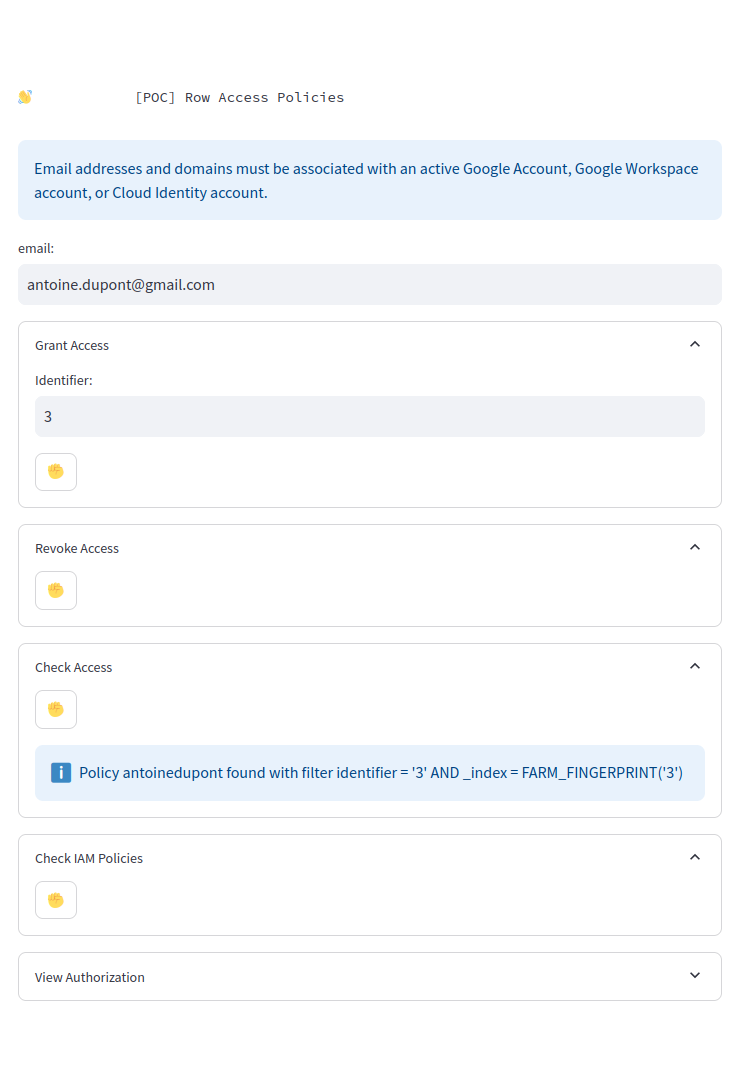 [POC] Row Access Policies
Email addresses and domains must be associated with an active Google Account, Google Workspace
account, or Cloud Identity account.
email:
antoine.dupont@gmail.com
Grant Access
Identifier:
3
Revoke Access
Check Access
Policy antoinedupont found with filter identifier = '3' AND _index = FARM_FINGERPRINT('3')
Check IAM Policies
View Authorization